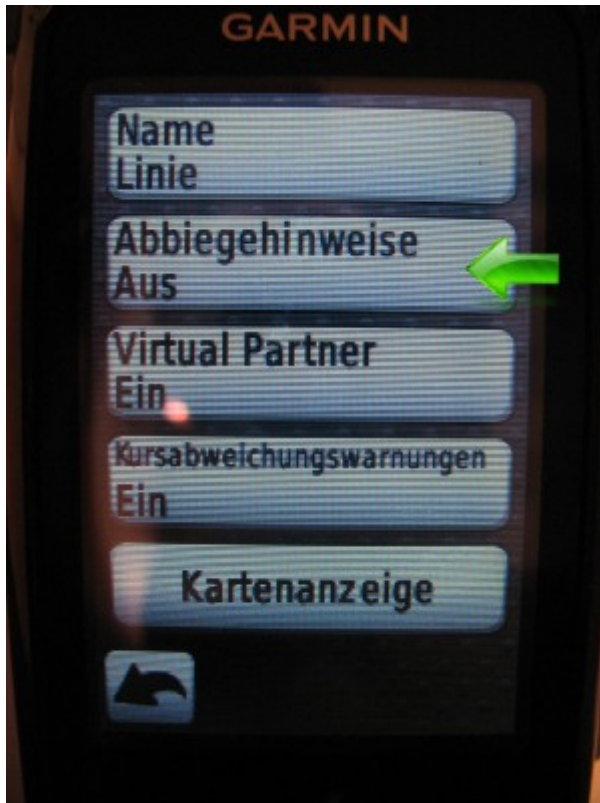 GARMIN
Name
Linie
Abbiegehinweise
Aus
Virtual Partner
Ein
Kursabweichungswarnungen
Ein
Kartenanzeige